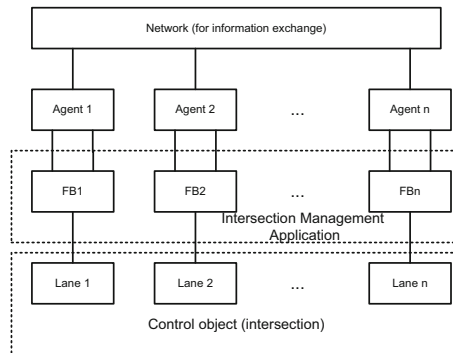 Network (for information exchange)
Agent 1 Agent 2 ... Agent n
FB1 FB2 ... FBn
Intersection Management
Application
Lane 1 Lane 2 ... Lane n
Control object (intersection)